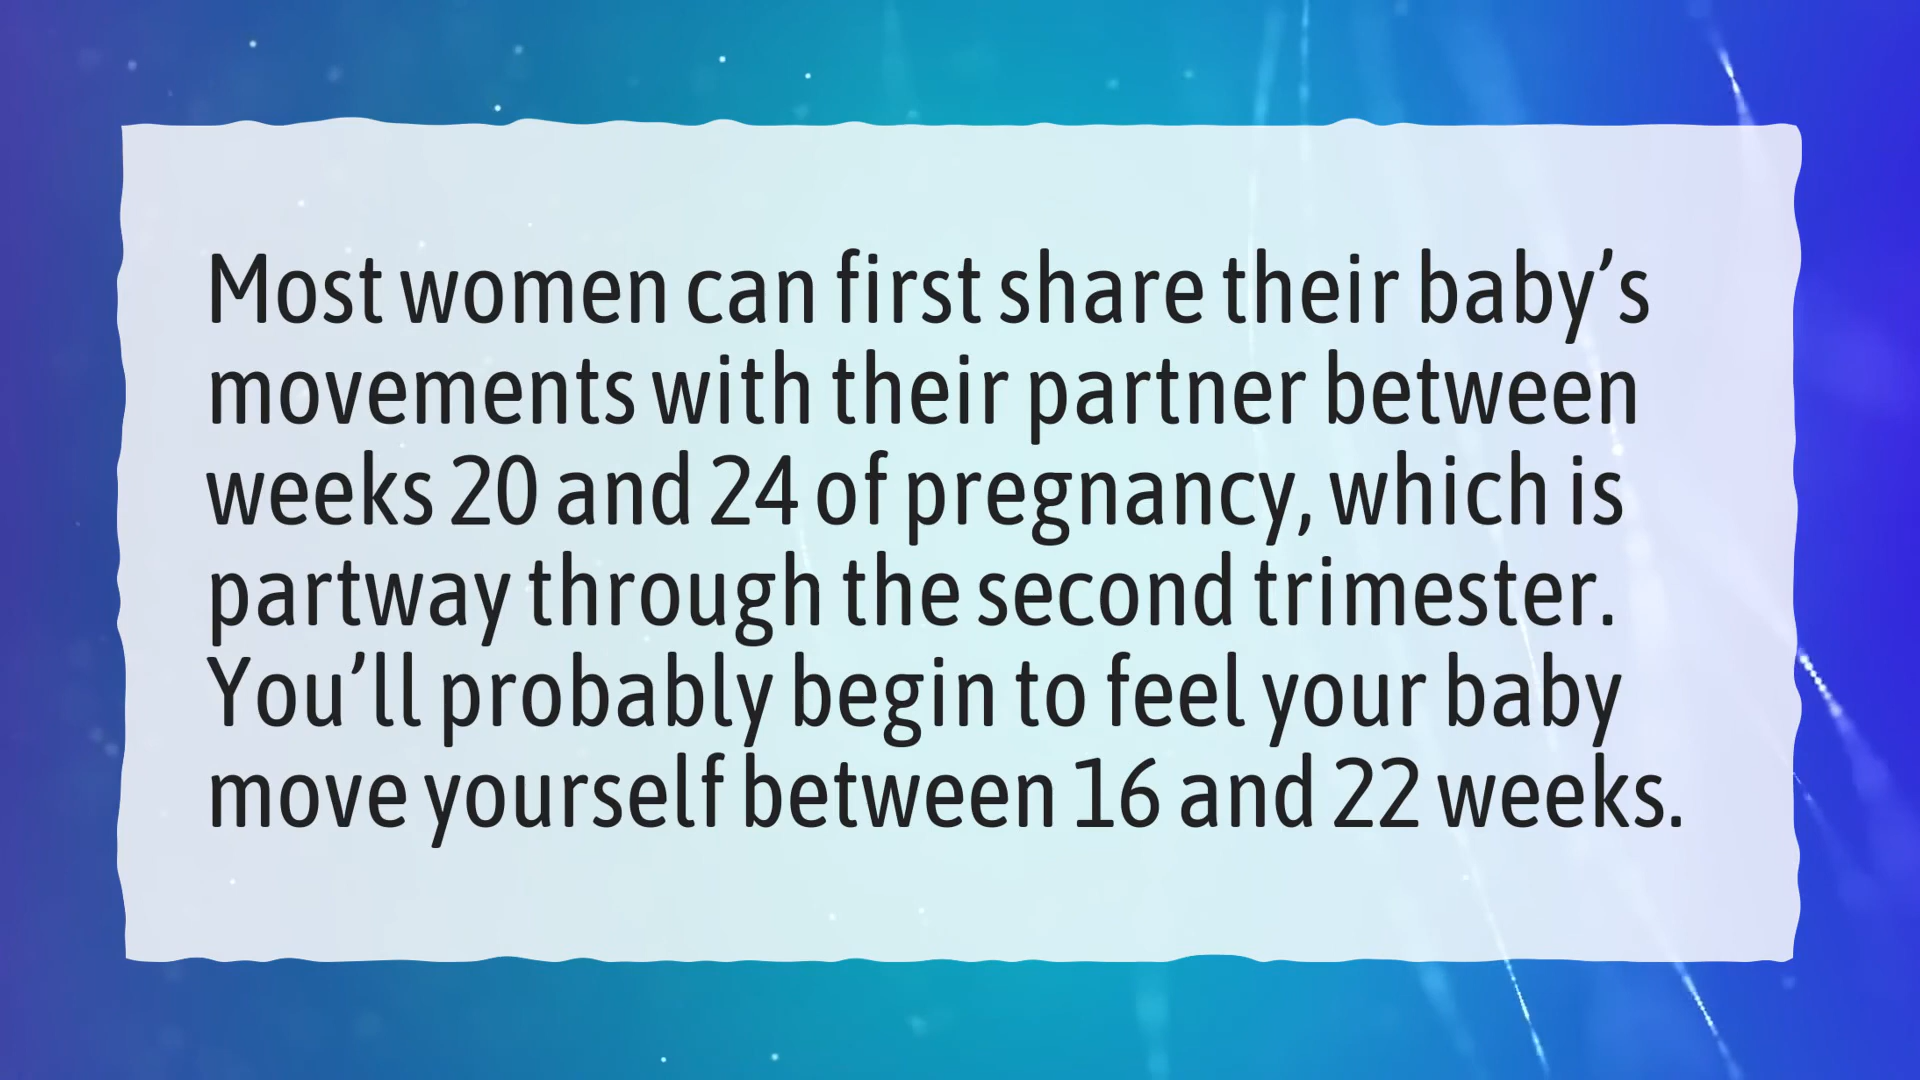 Most women can first share their baby’s
movements with their partner between
weeks 20 and 24 of pregnancy, which is
partway through the second trimester.
You’ll probably begin to feel your baby
move yourself between 16 and 22 weeks.